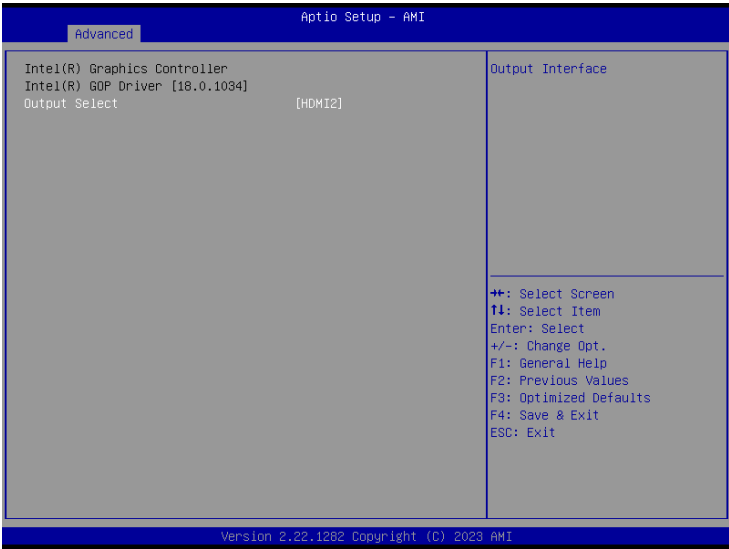 Aptio Setup - AMI
Advanced
Intel(R) Graphics Controller
Intel(R) GOP Driver [18.0.1034]
Output Select [HDMI2]
Output Interface
→←: Select Screen
↑↓: Select Item
Enter: Select
+/-: Change Opt.
F1: General Help
F2: Previous Values
F3: Optimized Defaults
F4: Save & Exit
ESC: Exit
Version 2.22.1282 Copyright (C) 2023 AMI